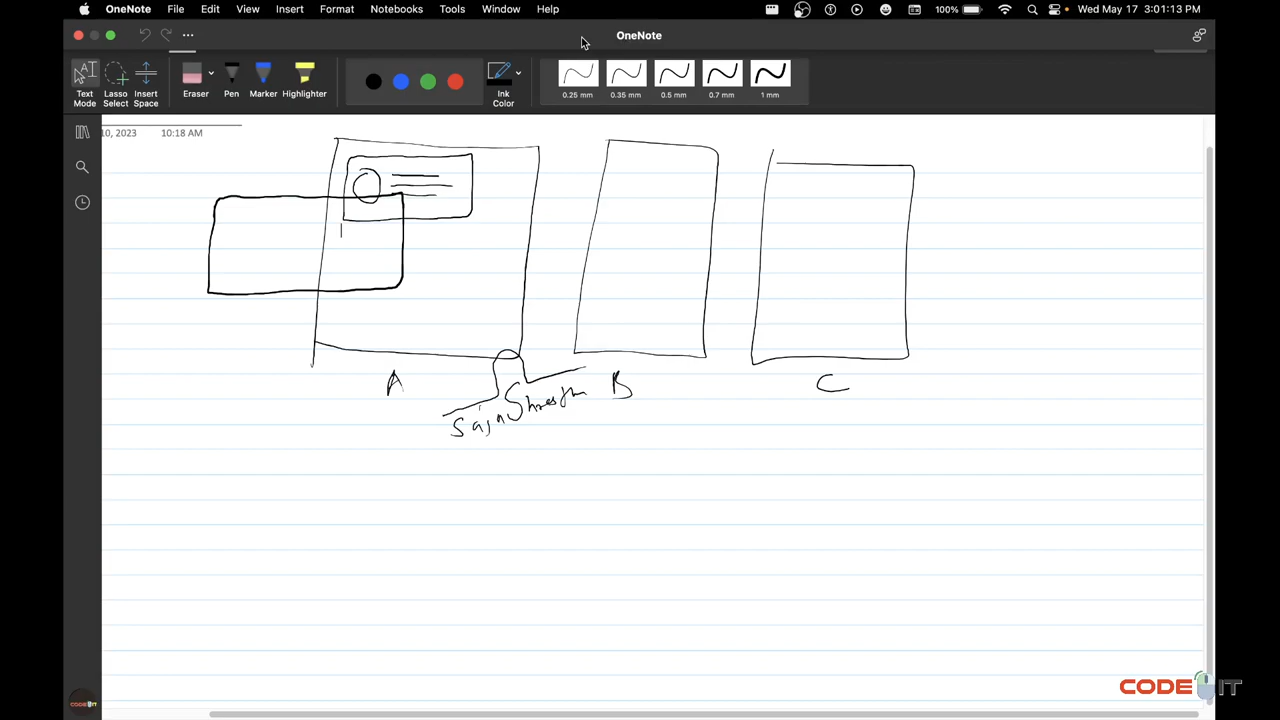 OneNote File Edit View Insert Format Notebooks Tools Window Help 100% Wed May 17 3:01:13 PM
OneNote
Text Mode
Lasso Select
Insert Space
Eraser
Pen
Marker
Highlighter
Ink Color
0.25 mm 0.35 mm 0.5 mm 0.7 mm 1 mm
10, 2023 10:18 AM
A B C
CODE IT